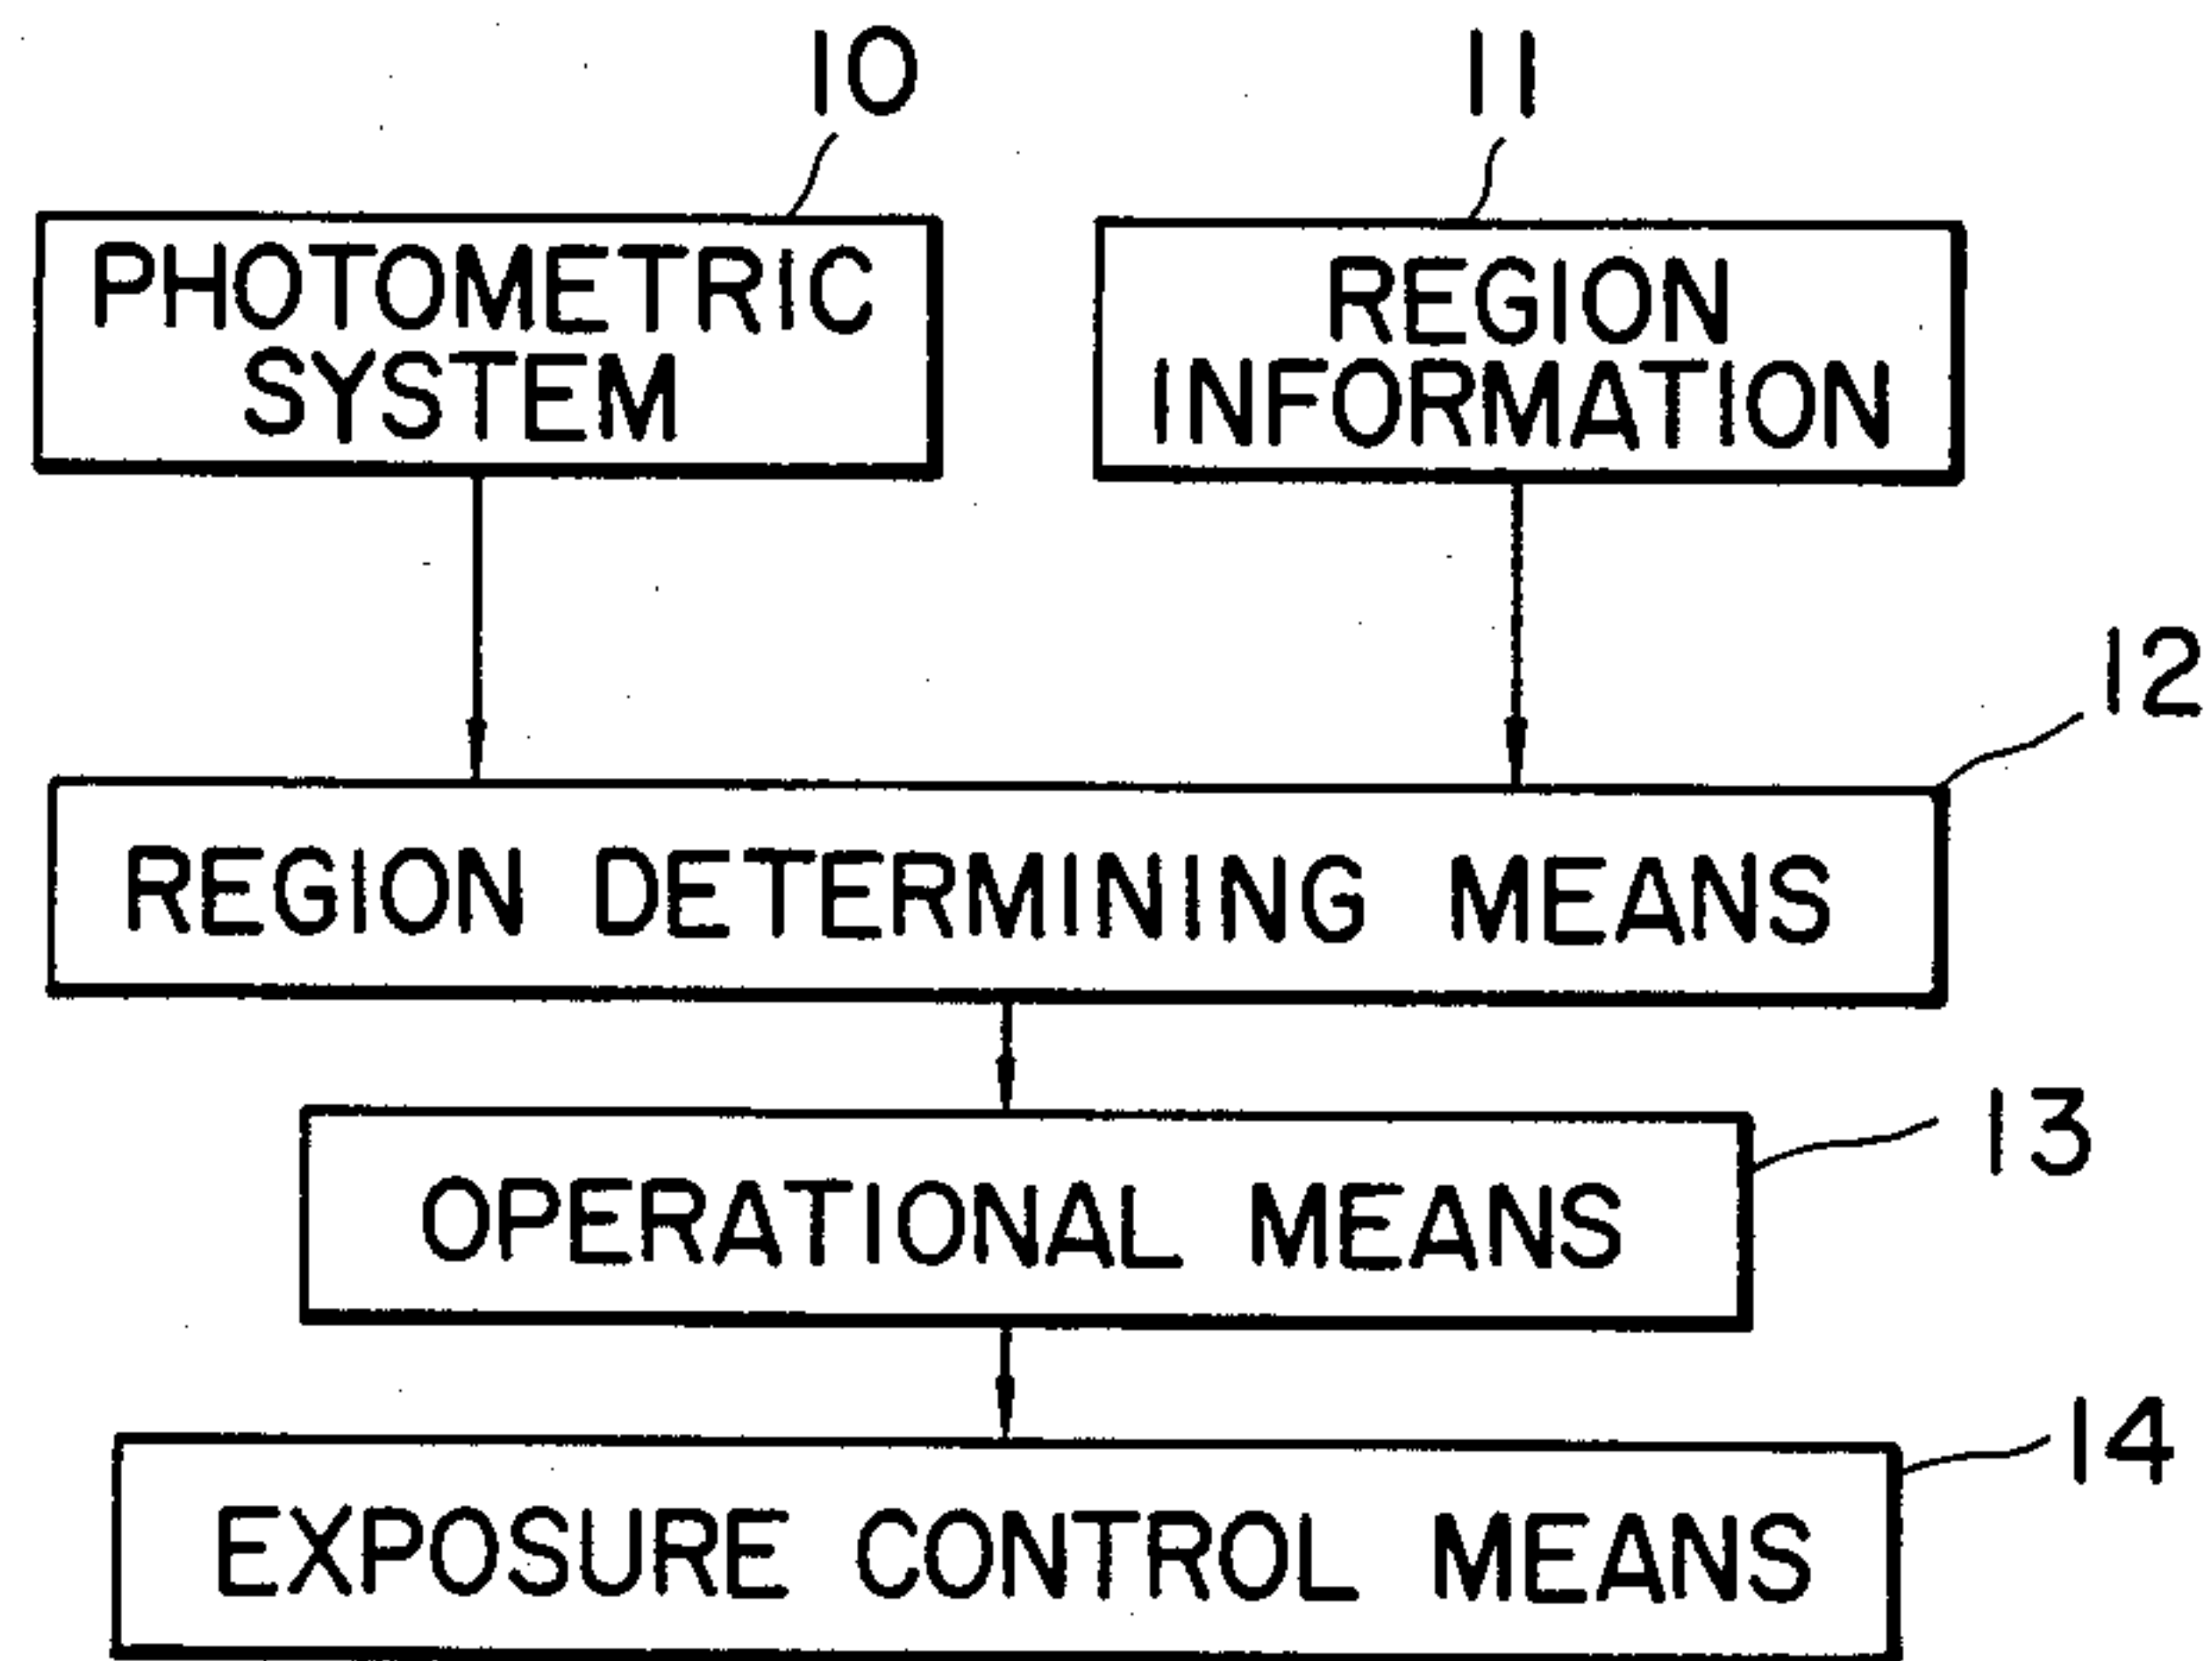 10
11
PHOTOMETRIC
SYSTEM
REGION
INFORMATION
12
REGION DETERMINING MEANS
13
OPERATIONAL MEANS
14
EXPOSURE CONTROL MEANS